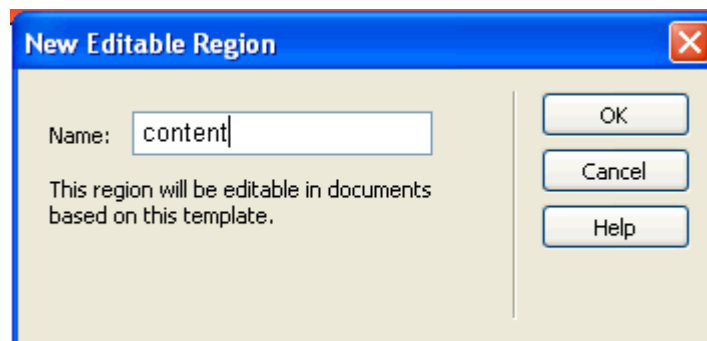 New Editable Region
Name: content
This region will be editable in documents
based on this template.
OK
Cancel
Help